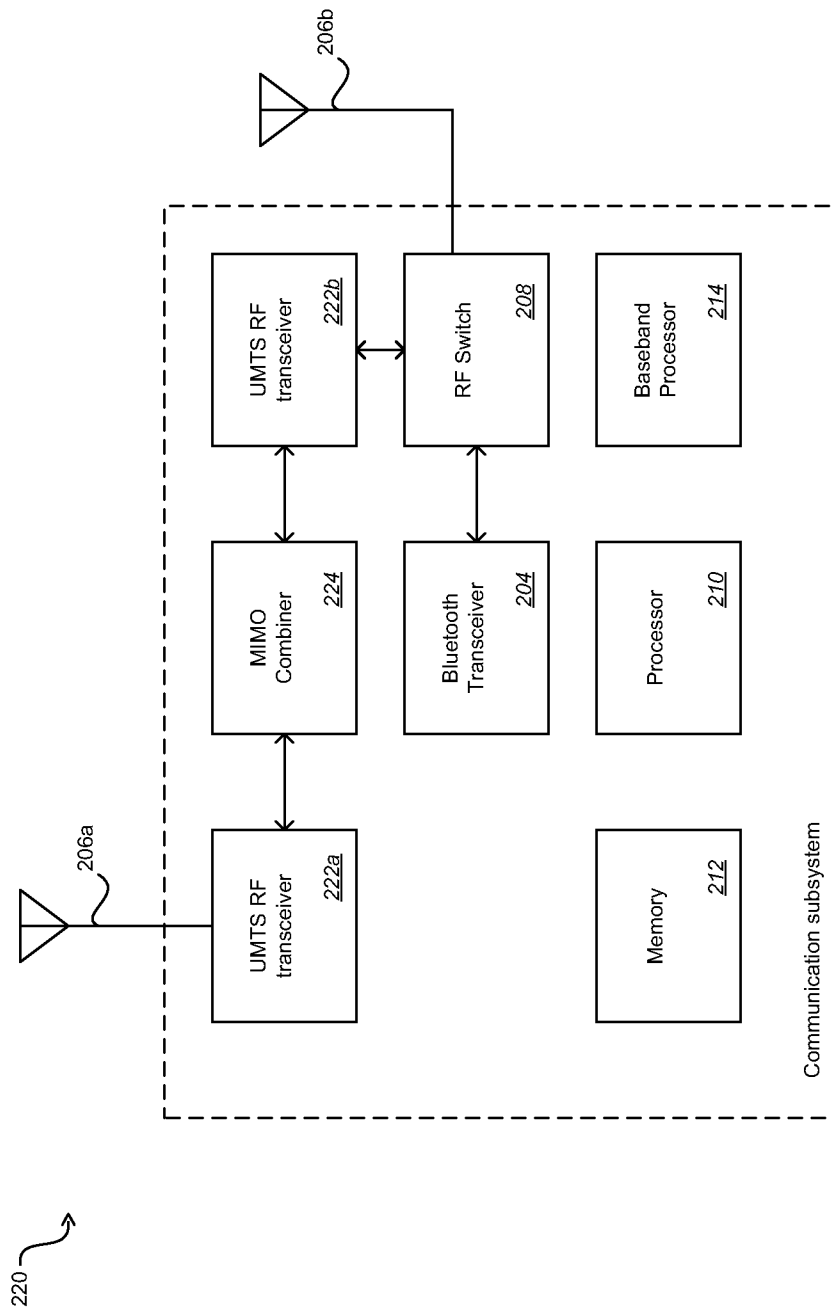 220
206a
206b
UMTS RF
transceiver
222a
MIMO
Combiner
224
UMTS RF
transceiver
222b
Bluetooth
Transceiver
204
RF Switch
208
Memory
212
Processor
210
Baseband
Processor
214
Communication subsystem